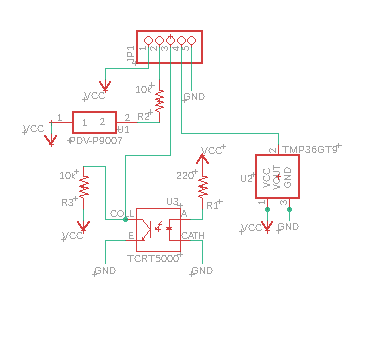 JP1
1 2 3 4 5
VCC
10k
GND
R2
VCC
1
1 2
2
U1
PDV-P9007
10k
R3
VCC
VCC
220
R1
U3
COLL
A
E
CATH
TCRT5000
GND
GND
2
TMP36GT9
U2
VCC
VOUT
GND
1
3
VCC
GND